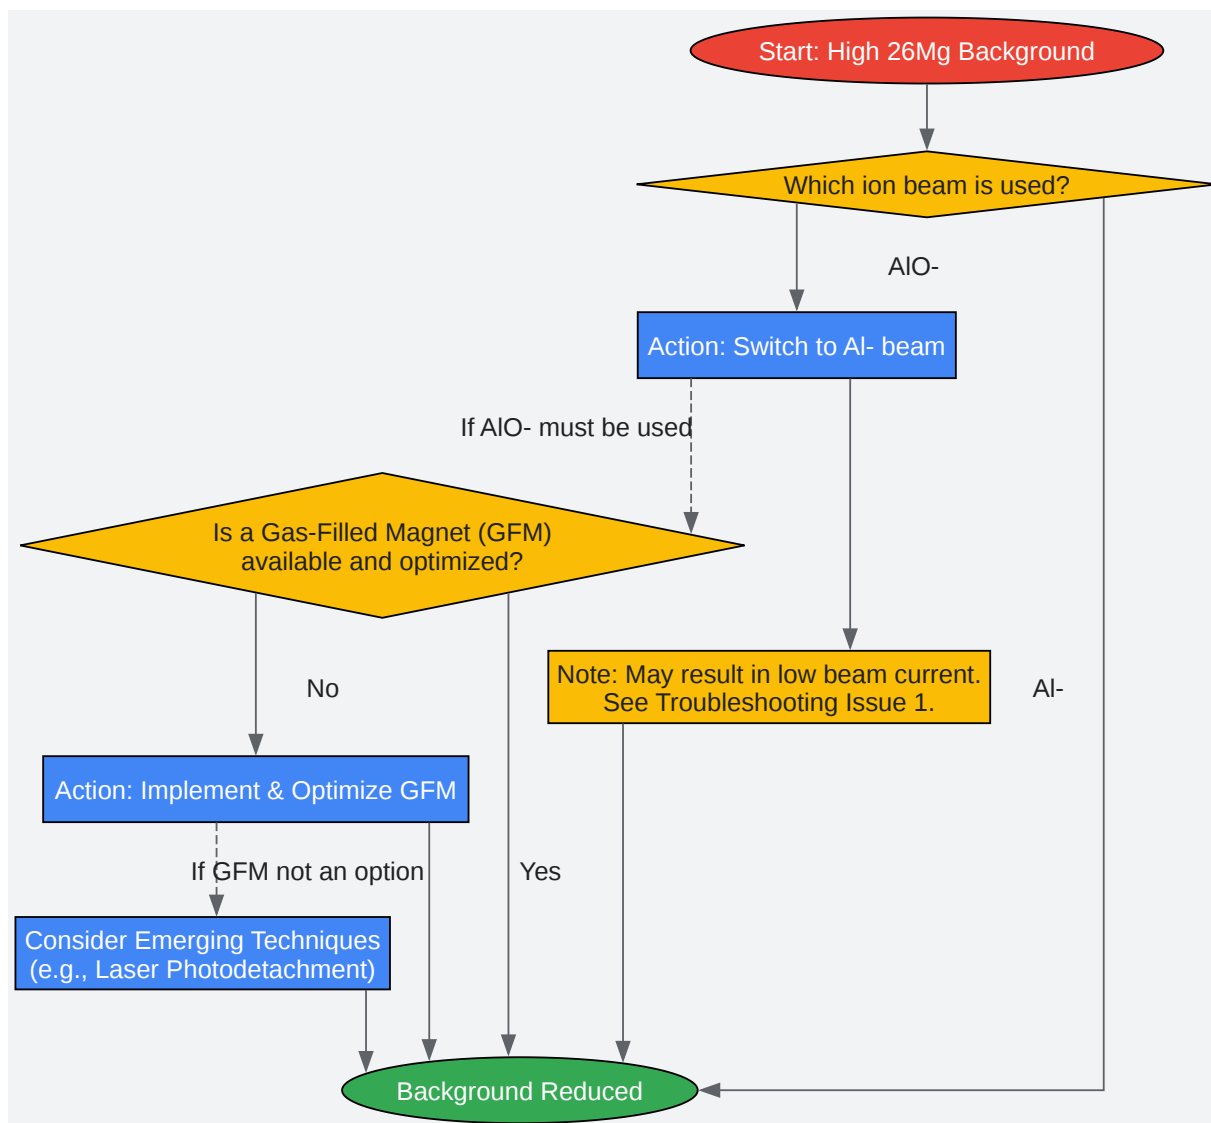 Start: High 26Mg Background
Which ion beam is used?
AlO-
Action: Switch to Al- beam
If AlO- must be used
Is a Gas-Filled Magnet (GFM)
available and optimized?
Note: May result in low beam current.
See Troubleshooting Issue 1.
No
Al-
Action: Implement & Optimize GFM
If GFM not an option
Yes
Consider Emerging Techniques
(e.g., Laser Photodetachment)
Background Reduced